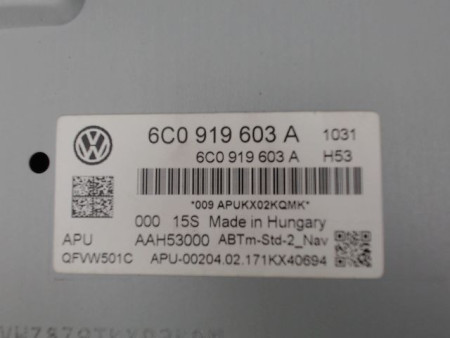 6C0 919 603 A 1031
6C0 919 603 A H53
*009 APUKX02KQMK*
000 15S Made in Hungary
APU AAH53000 ABTm-Std-2_Nav
QFVW501C APU-00204.02.171KX40694